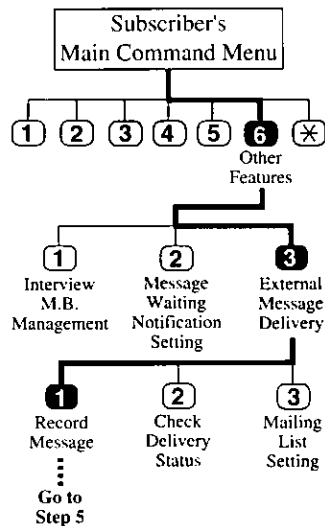 Subscriber's
Main Command Menu
1 2 3 4 5 6 *
Other
Features
1 2 3
Interview
M.B.
Management
Message
Waiting
Notification
Setting
External
Message
Delivery
1 2 3
Record
Message
Check
Delivery
Status
Mailing
List
Setting
Go to
Step 5